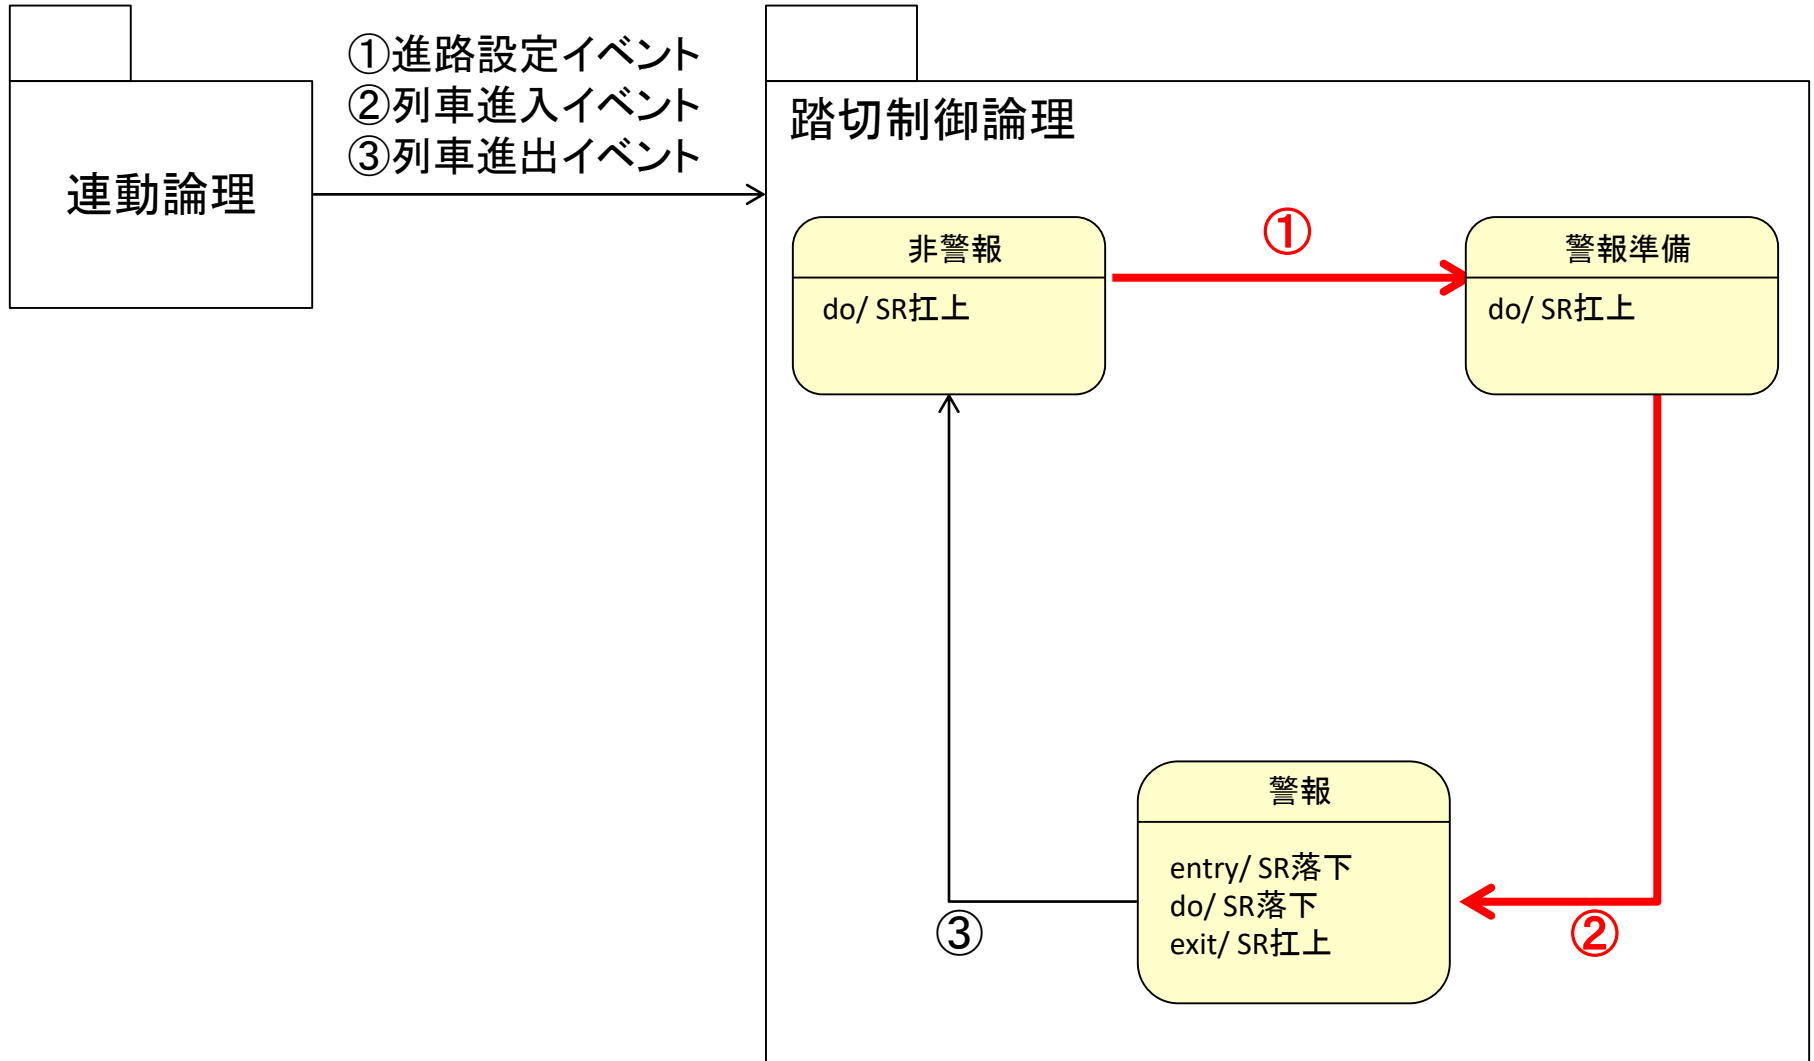 ①進路設定イベント
②列車進入イベント
③列車進出イベント
連動論理
踏切制御論理
①
非警報
do/ SR扛上
警報準備
do/ SR扛上
警報
entry/ SR落下
do/ SR落下
exit/ SR扛上
③
②